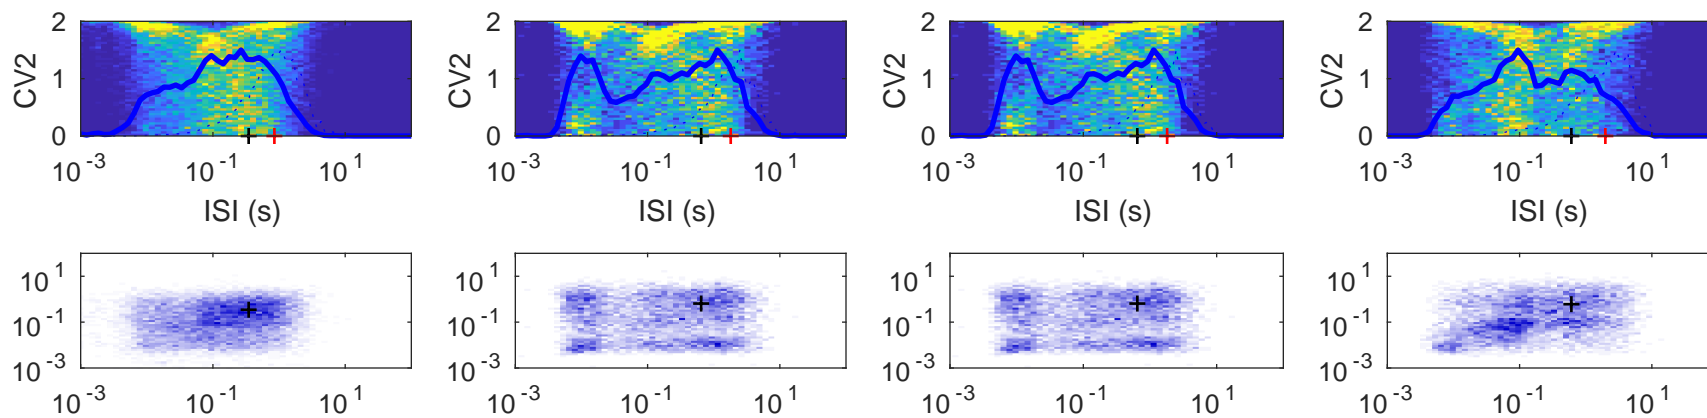 2 2 2 2
CV2 CV2 CV2 CV2
1 1 1 1
0 0 0 0
10^-3 10^-1 10^1 10^-3 10^-1 10^1 10^-3 10^-1 10^1 10^-3 10^-1 10^1
ISI (s) ISI (s) ISI (s) ISI (s)
10^1 10^1 10^1 10^1
10^-1 10^-1 10^-1 10^-1
10^-3 10^-3 10^-3 10^-3
10^-3 10^-1 10^1 10^-3 10^-1 10^1 10^-3 10^-1 10^1 10^-3 10^-1 10^1